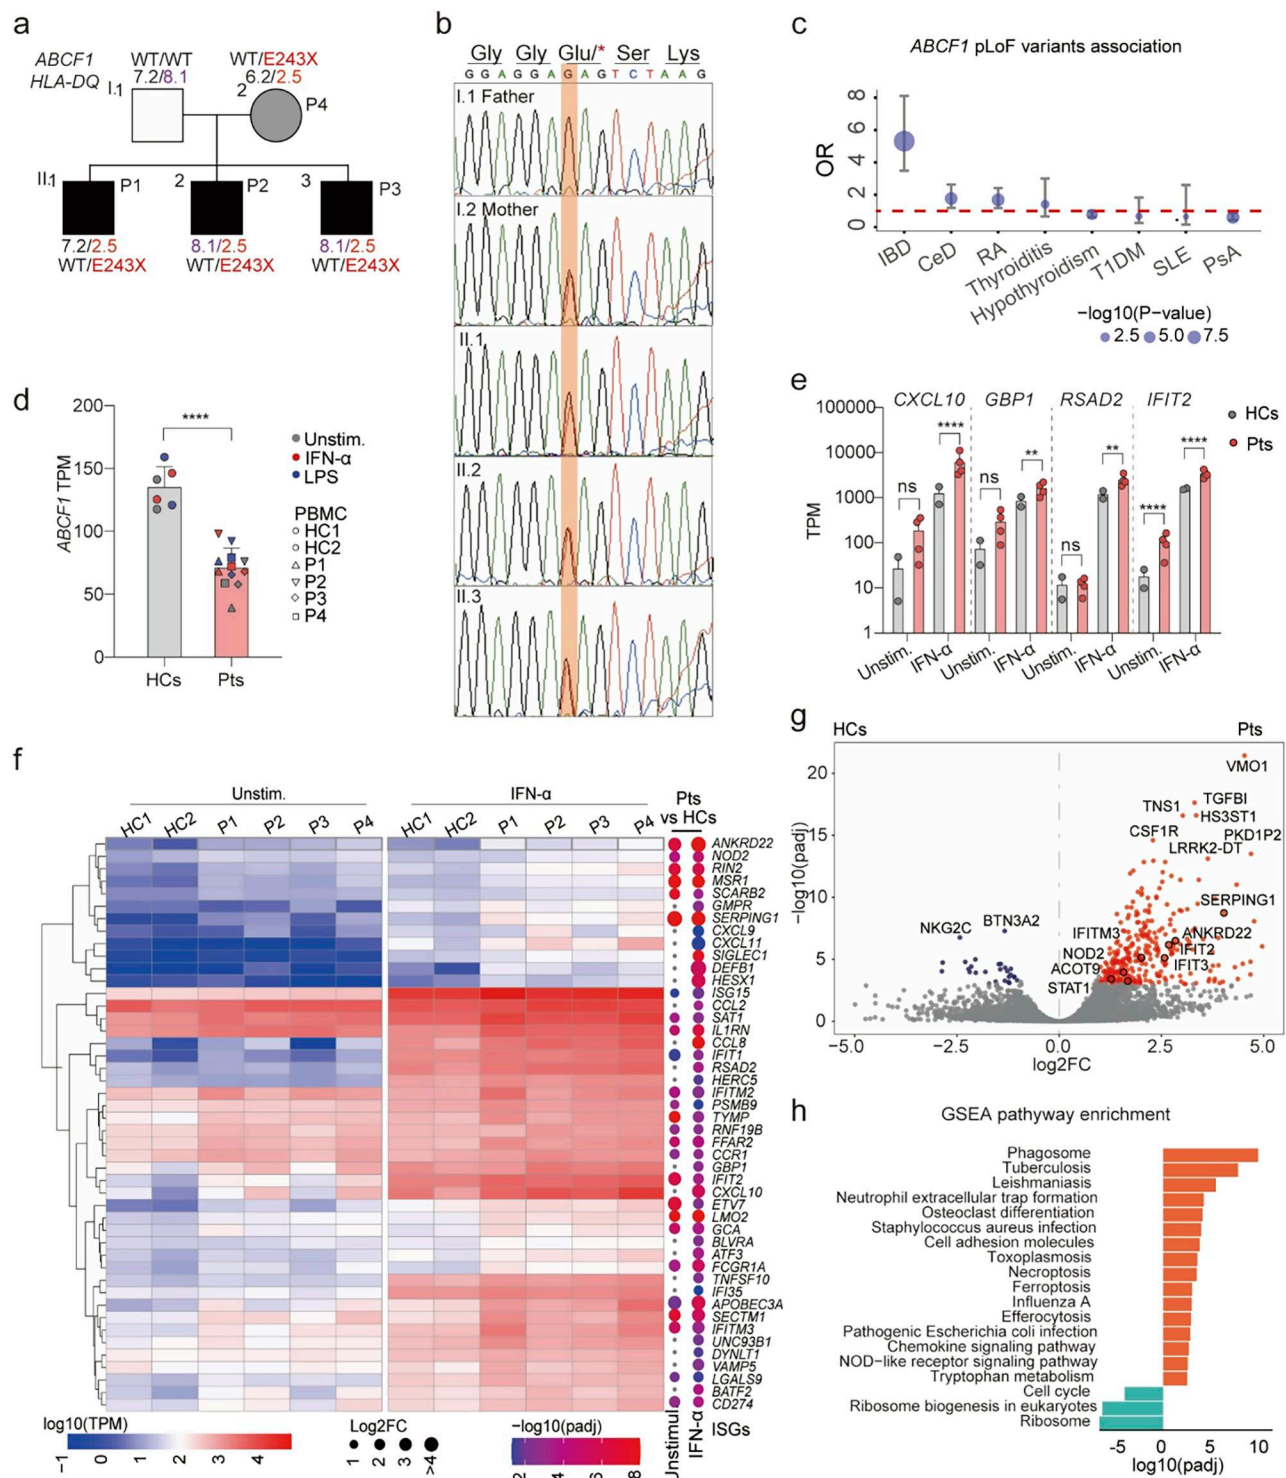 a
ABCF1
HLA-DQ
WT/WT
7.2/8.1
WT/E243X
6.2/2.5
I.1
2
P4
II.1
P1
2
P2
3
P3
7.2/2.5
WT/E243X
8.1/2.5
WT/E243X
8.1/2.5
WT/E243X
b
Gly Gly Glu/* Ser Lys
G G A G G A G A G T C T A A G
I.1 Father
I.2 Mother
II.1
II.2
II.3
c
ABCF1 pLoF variants association
OR
8
6
4
2
0
IBD
CeD
RA
Thyroiditis
Hypothyroidism
T1DM
SLE
PsA
−log10(P−value)
2.5 5.0 7.5
d
ABCF1 TPM
200
150
100
50
0
****
HCs
Pts
Unstim.
IFN-α
LPS
PBMC
HC1
HC2
P1
P2
P3
P4
e
CXCL10 GBP1 RSAD2 IFIT2
TPM
100000
10000
1000
100
10
1
ns
****
ns
**
ns
**
****
****
Unstim.
IFN-α
Unstim.
IFN-α
Unstim.
IFN-α
Unstim.
IFN-α
HCs
Pts
f
Unstim.
IFN-α
HC1 HC2 P1 P2 P3 P4
HC1 HC2 P1 P2 P3 P4
Pts
vs HCs
ANKRD22
NOD2
RIN2
MSR1
SCARB2
GMPR
SERPING1
CXCL9
CXCL11
SIGLEC1
DEFB1
HESX1
ISG15
CCL2
SAT1
IL1RN
CCL8
IFIT1
RSAD2
HERC5
IFITM2
PSMB9
TYMP
RNF19B
FFAR2
CCR1
GBP1
IFIT2
CXCL10
ETV7
LMO2
GCA
BLVRA
ATF3
FCGR1A
TNFSF10
IFI35
APOBEC3A
SECTM1
IFITM3
UNC93B1
DYNLT1
VAMP5
LGALS9
BATF2
CD274
Unstimul.
IFN-α
ISGs
log10(TPM)
−1 0 1 2 3 4
Log2FC
1 2 3 >4
−log10(padj)
2 4 6 8
g
HCs
Pts
−log10(padj)
20
15
10
5
0
VMO1
TGFBI
TNS1
HS3ST1
CSF1R
PKD1P2
LRRK2-DT
SERPING1
NKG2C
BTN3A2
IFITM3
ANKRD22
NOD2
IFIT2
ACOT9
IFIT3
STAT1
−5.0 −2.5 0.0 2.5 5.0
log2FC
h
GSEA pathyway enrichment
Phagosome
Tuberculosis
Leishmaniasis
Neutrophil extracellular trap formation
Osteoclast differentiation
Staphylococcus aureus infection
Cell adhesion molecules
Toxoplasmosis
Necroptosis
Ferroptosis
Influenza A
Efferocytosis
Pathogenic Escherichia coli infection
Chemokine signaling pathway
NOD−like receptor signaling pathway
Tryptophan metabolism
Cell cycle
Ribosome biogenesis in eukaryotes
Ribosome
−5 0 5 10
log10(padj)